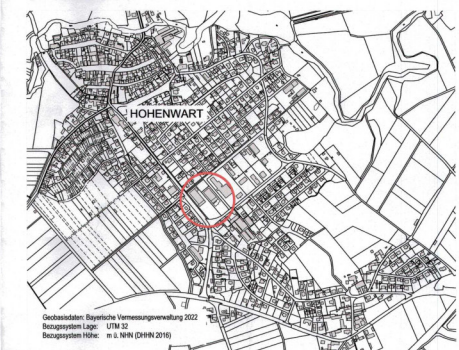 HOHENWART
Geobasisdaten: Bayerische Vermessungsverwaltung 2022
Bezugssystem Lage: UTM 32
Bezugssystem Höhe: m ü. NHN (DHHN 2016)